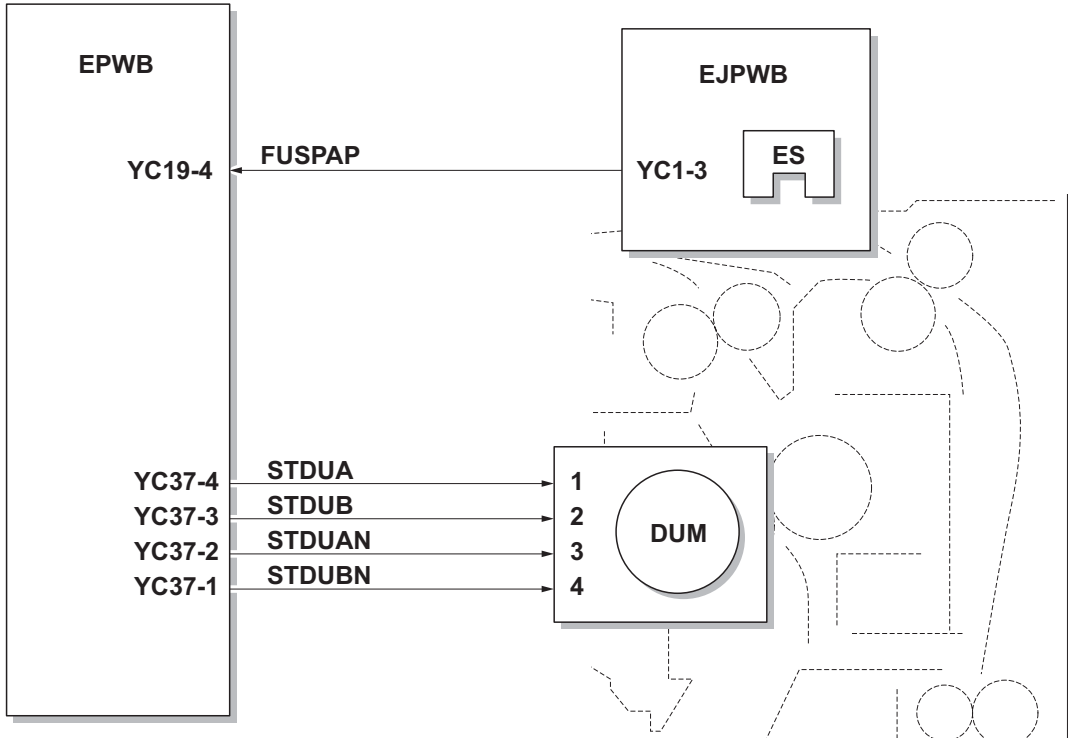 EPWB
EJPWB
ES
YC19-4
FUSPAP
YC1-3
YC37-4
STDUA
1
YC37-3
STDUB
2
YC37-2
STDUAN
3
YC37-1
STDUBN
4
DUM